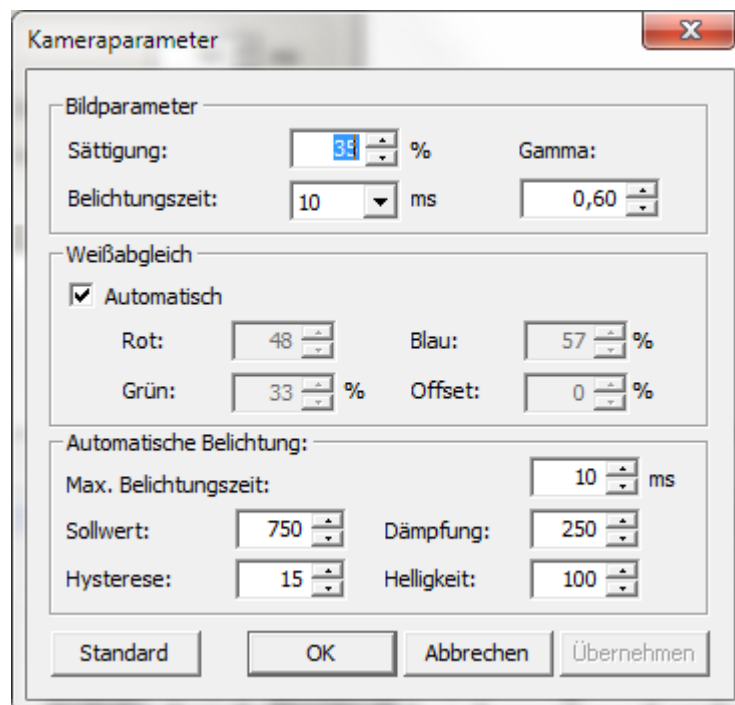 Kameraparameter
Bildparameter
Sättigung: 35 % Gamma:
Belichtungszeit: 10 ms 0,60
Weißabgleich
Automatisch
Rot: 48 Blau: 57 %
Grün: 33 % Offset: 0 %
Automatische Belichtung:
Max. Belichtungszeit: 10 ms
Sollwert: 750 Dämpfung: 250
Hysterese: 15 Helligkeit: 100
Standard OK Abbrechen Übernehmen